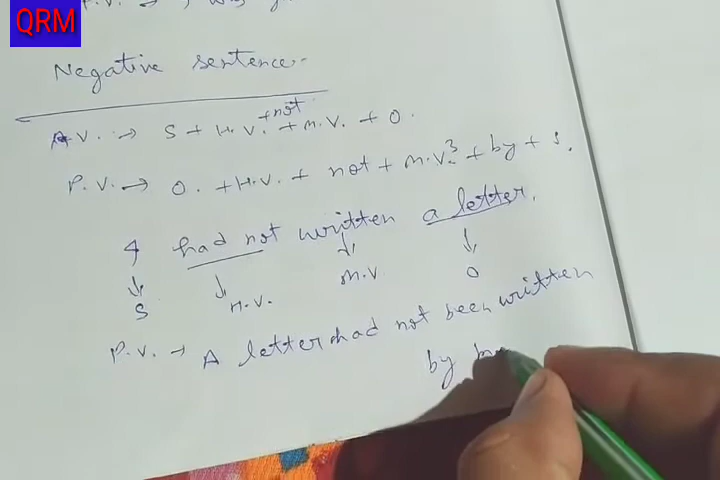 QRM
P.V. →
Negative sentence.
+not
A.V. → S + H.V. + M.V. + O.
P.V. → O. + H.V. + not + M.V.3 + by + S.
I had not written a letter.
S H.V. M.V O
P.V. → A letter had not been written
by